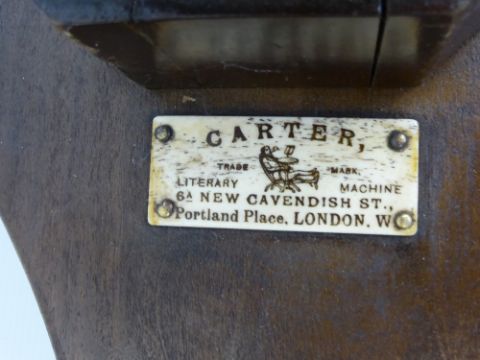 CARTER,
TRADE MARK.
LITERARY MACHINE
6A NEW CAVENDISH ST.,
Portland Place, LONDON. W